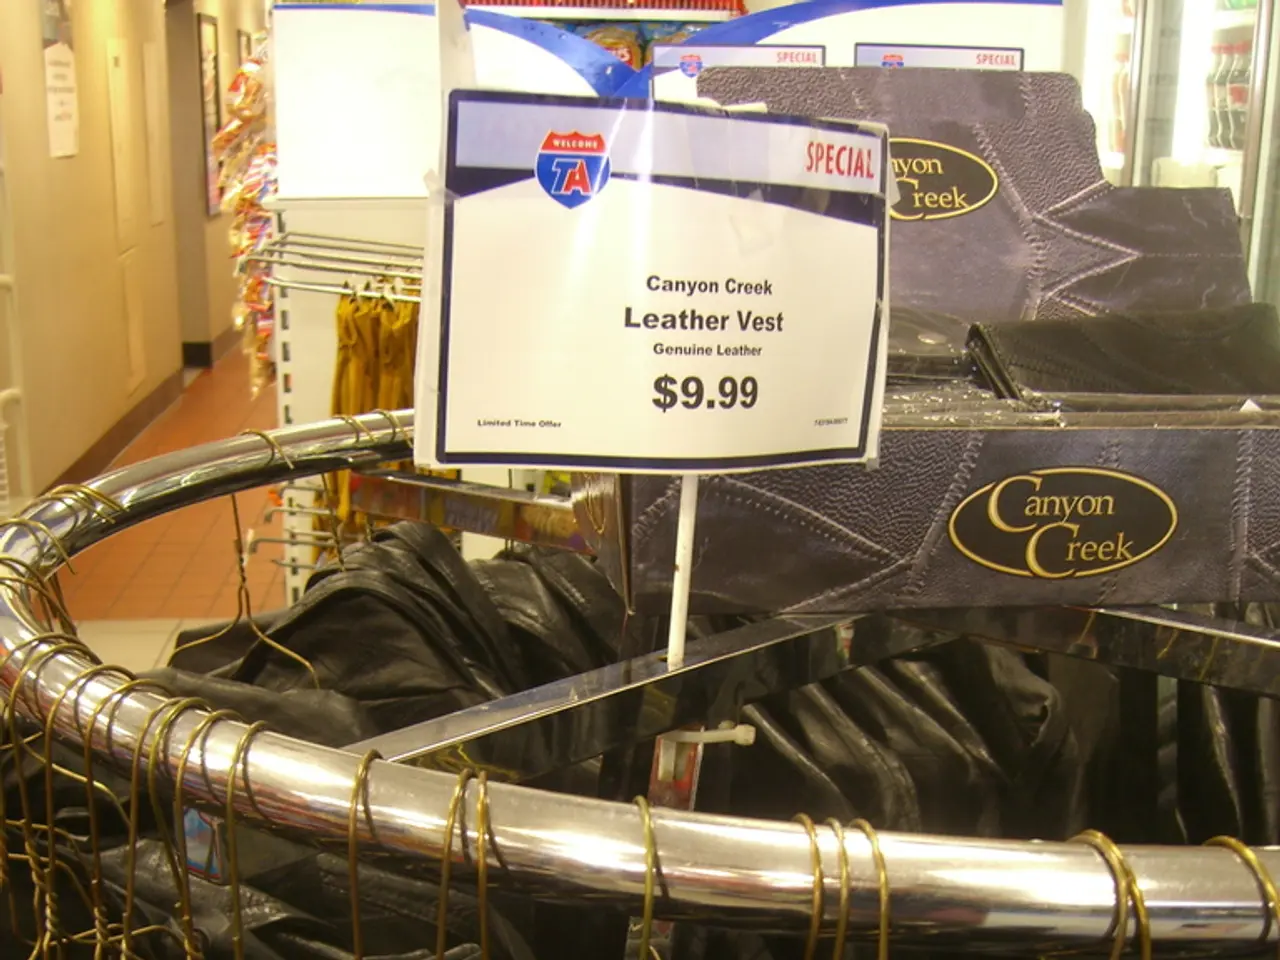 SPECIAL
SPECIAL
WELCOME
TA
SPECIAL
Canyon Creek
Leather Vest
Genuine Leather
$9.99
Limited Time Offer
nyon
Creek
Canyon
Creek